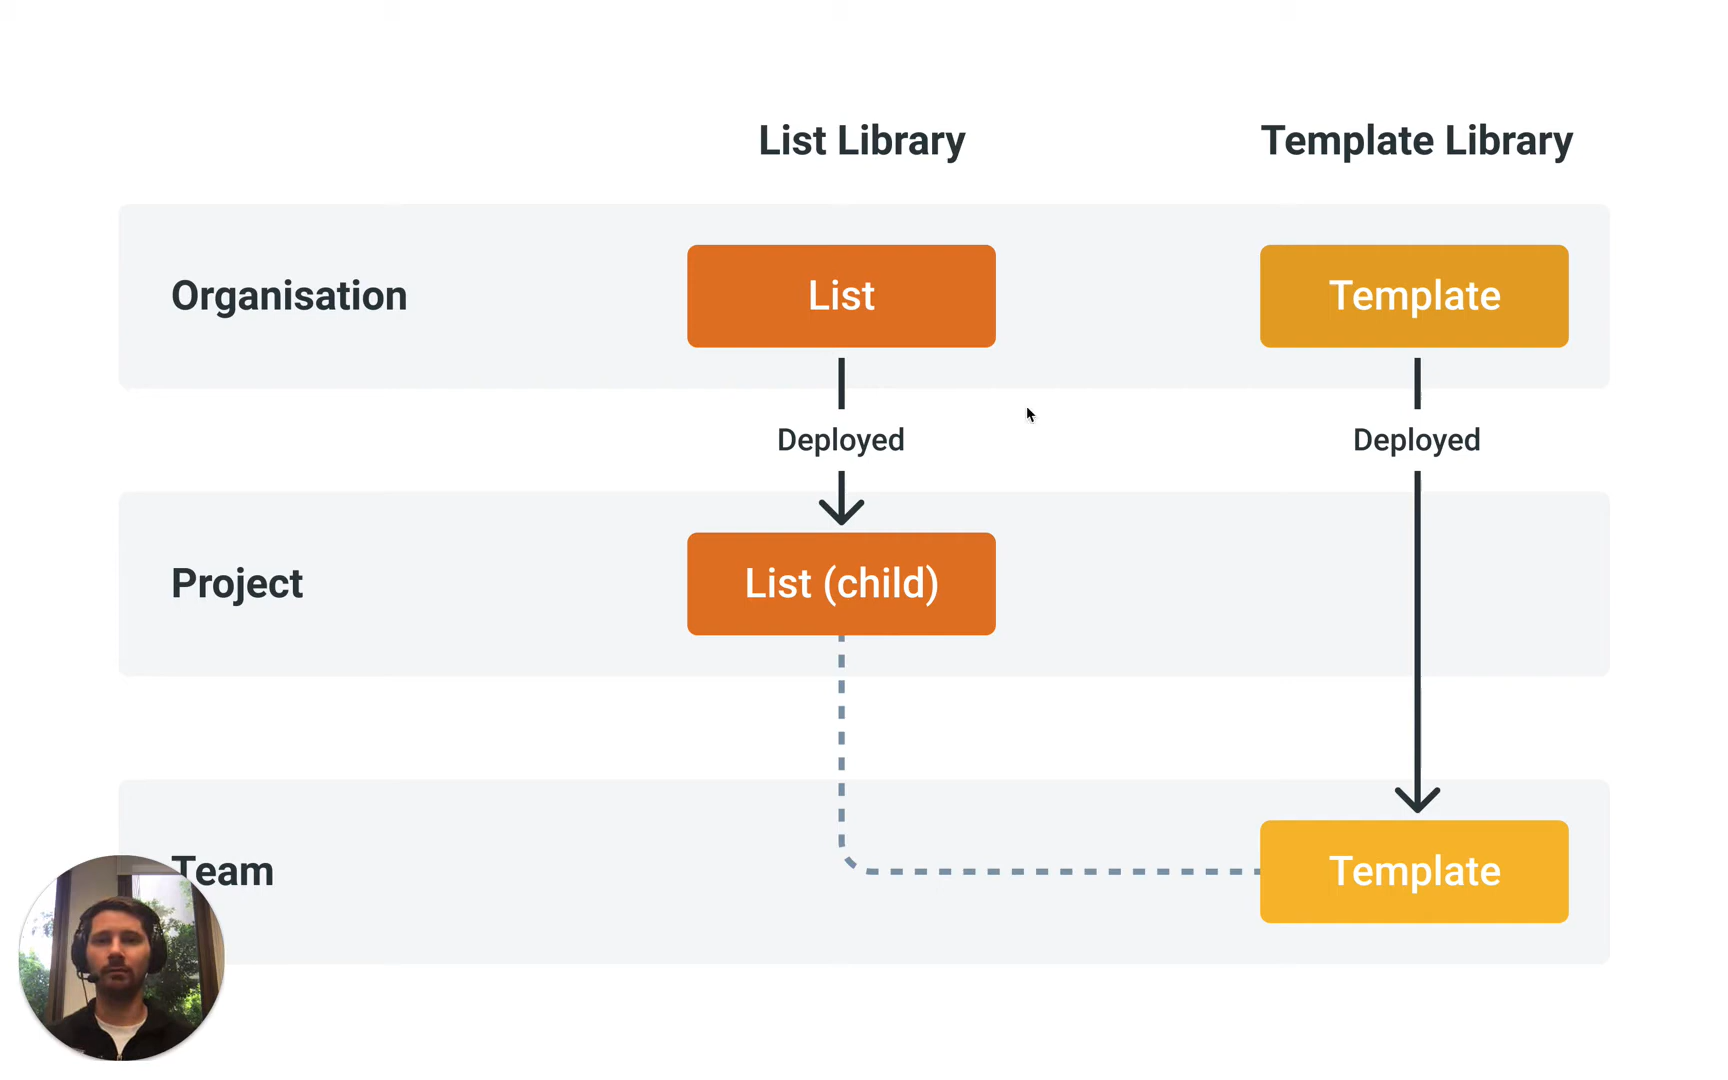 List Library
Template Library
Organisation
List
Template
Deployed
Deployed
Project
List (child)
Team
Template